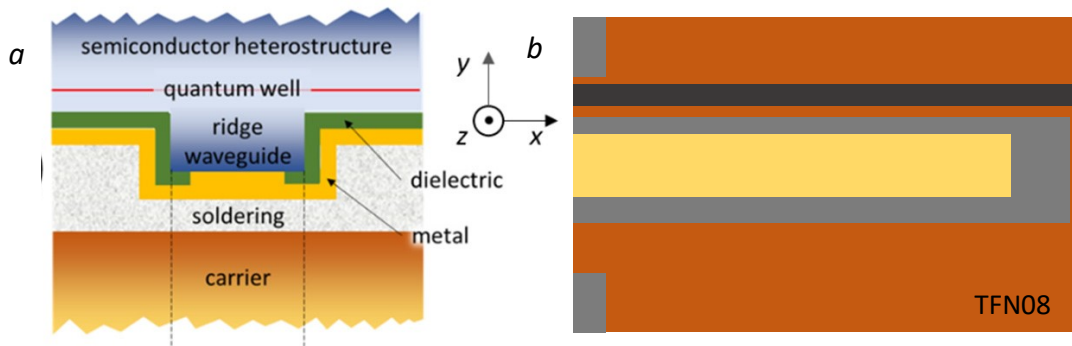 a
semiconductor heterostructure
quantum well
ridge
waveguide
dielectric
soldering
metal
carrier
y
z
x
b
TFN08